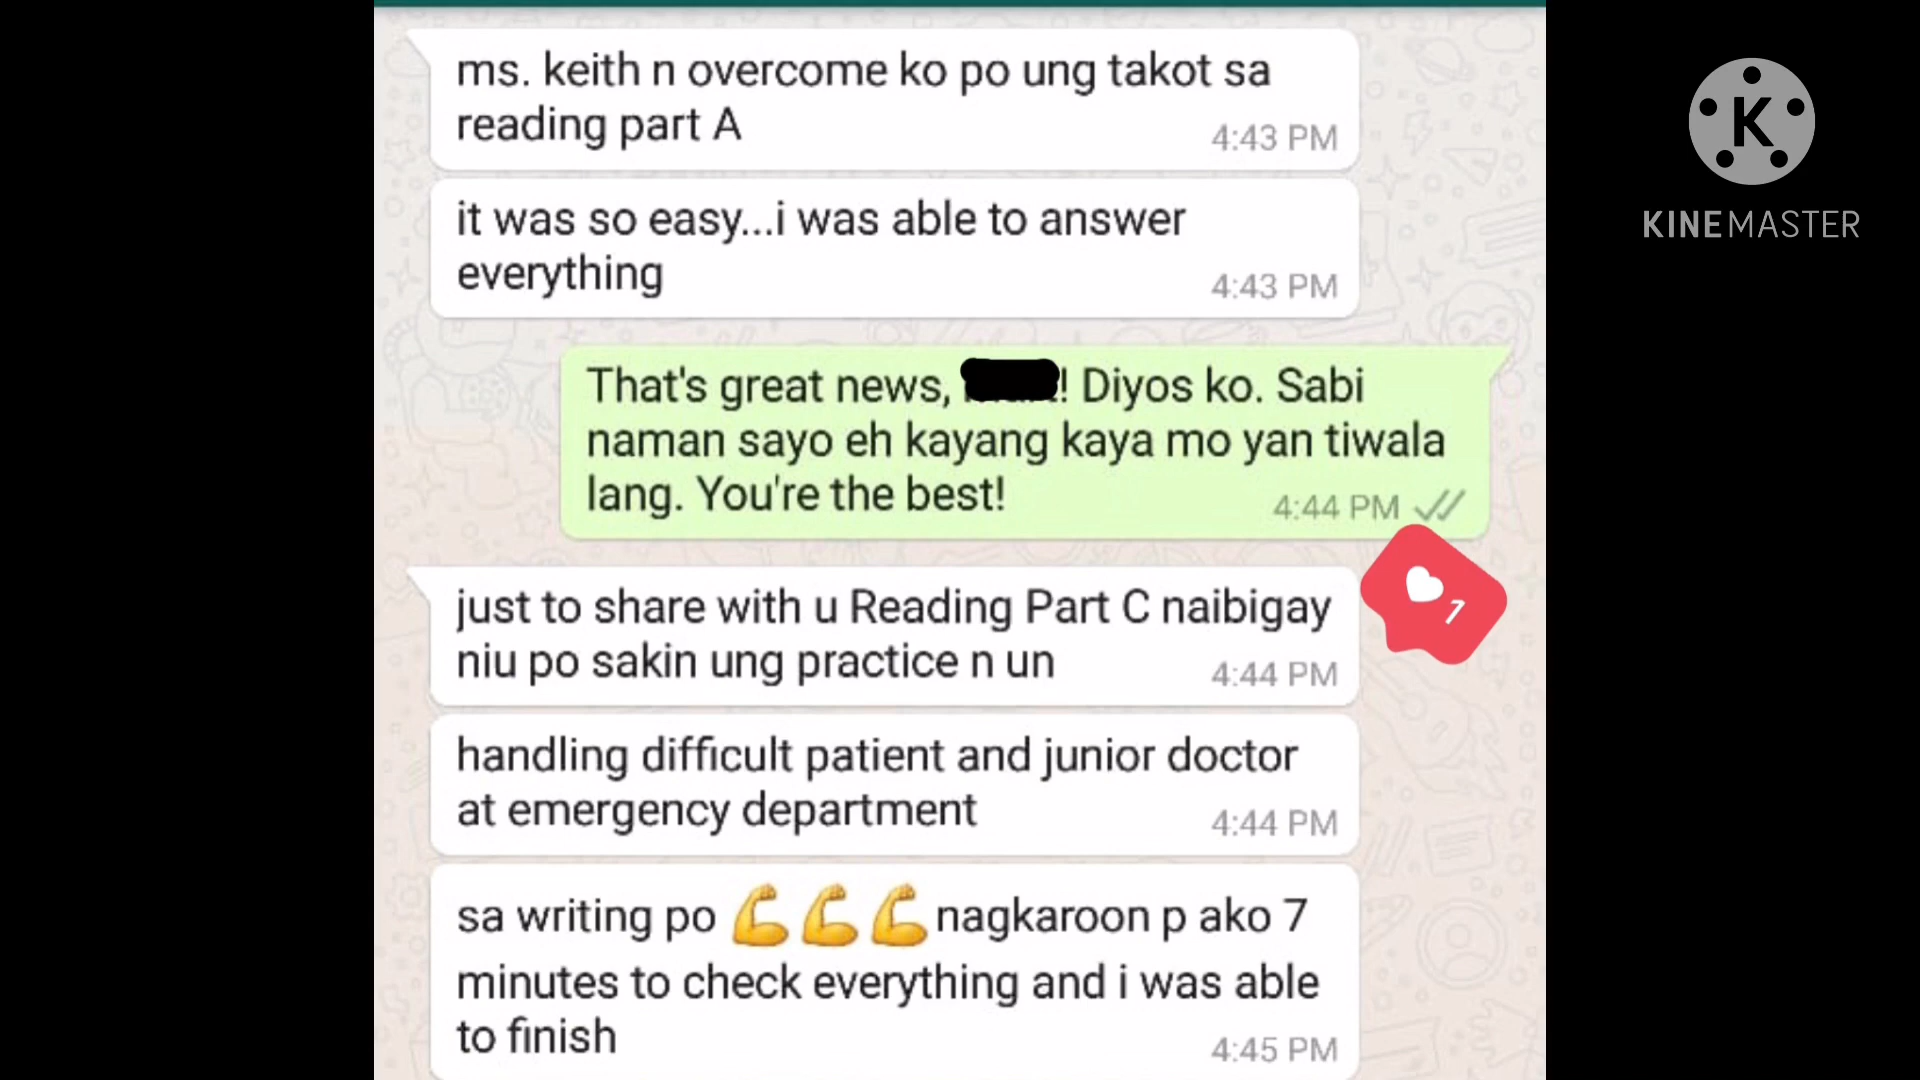 ms. keith n overcome ko po ung takot sa
reading part A
4:43 PM
it was so easy...i was able to answer
everything
4:43 PM
That's great news, ! Diyos ko. Sabi
naman sayo eh kayang kaya mo yan tiwala
lang. You're the best!
4:44 PM
1
just to share with u Reading Part C naibigay
niu po sakin ung practice n un
4:44 PM
handling difficult patient and junior doctor
at emergency department
4:44 PM
sa writing po 💪💪💪 nagkaroon p ako 7
minutes to check everything and i was able
to finish
4:45 PM
K
KINEMASTER